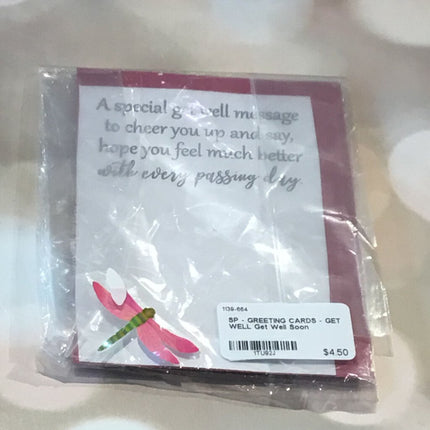 A special get well message
to cheer you up and say,
hope you feel much better
with every passing day
1139-664
SP - GREETING CARDS - GET
WELL Get Well Soon
1TU92J
$4.50